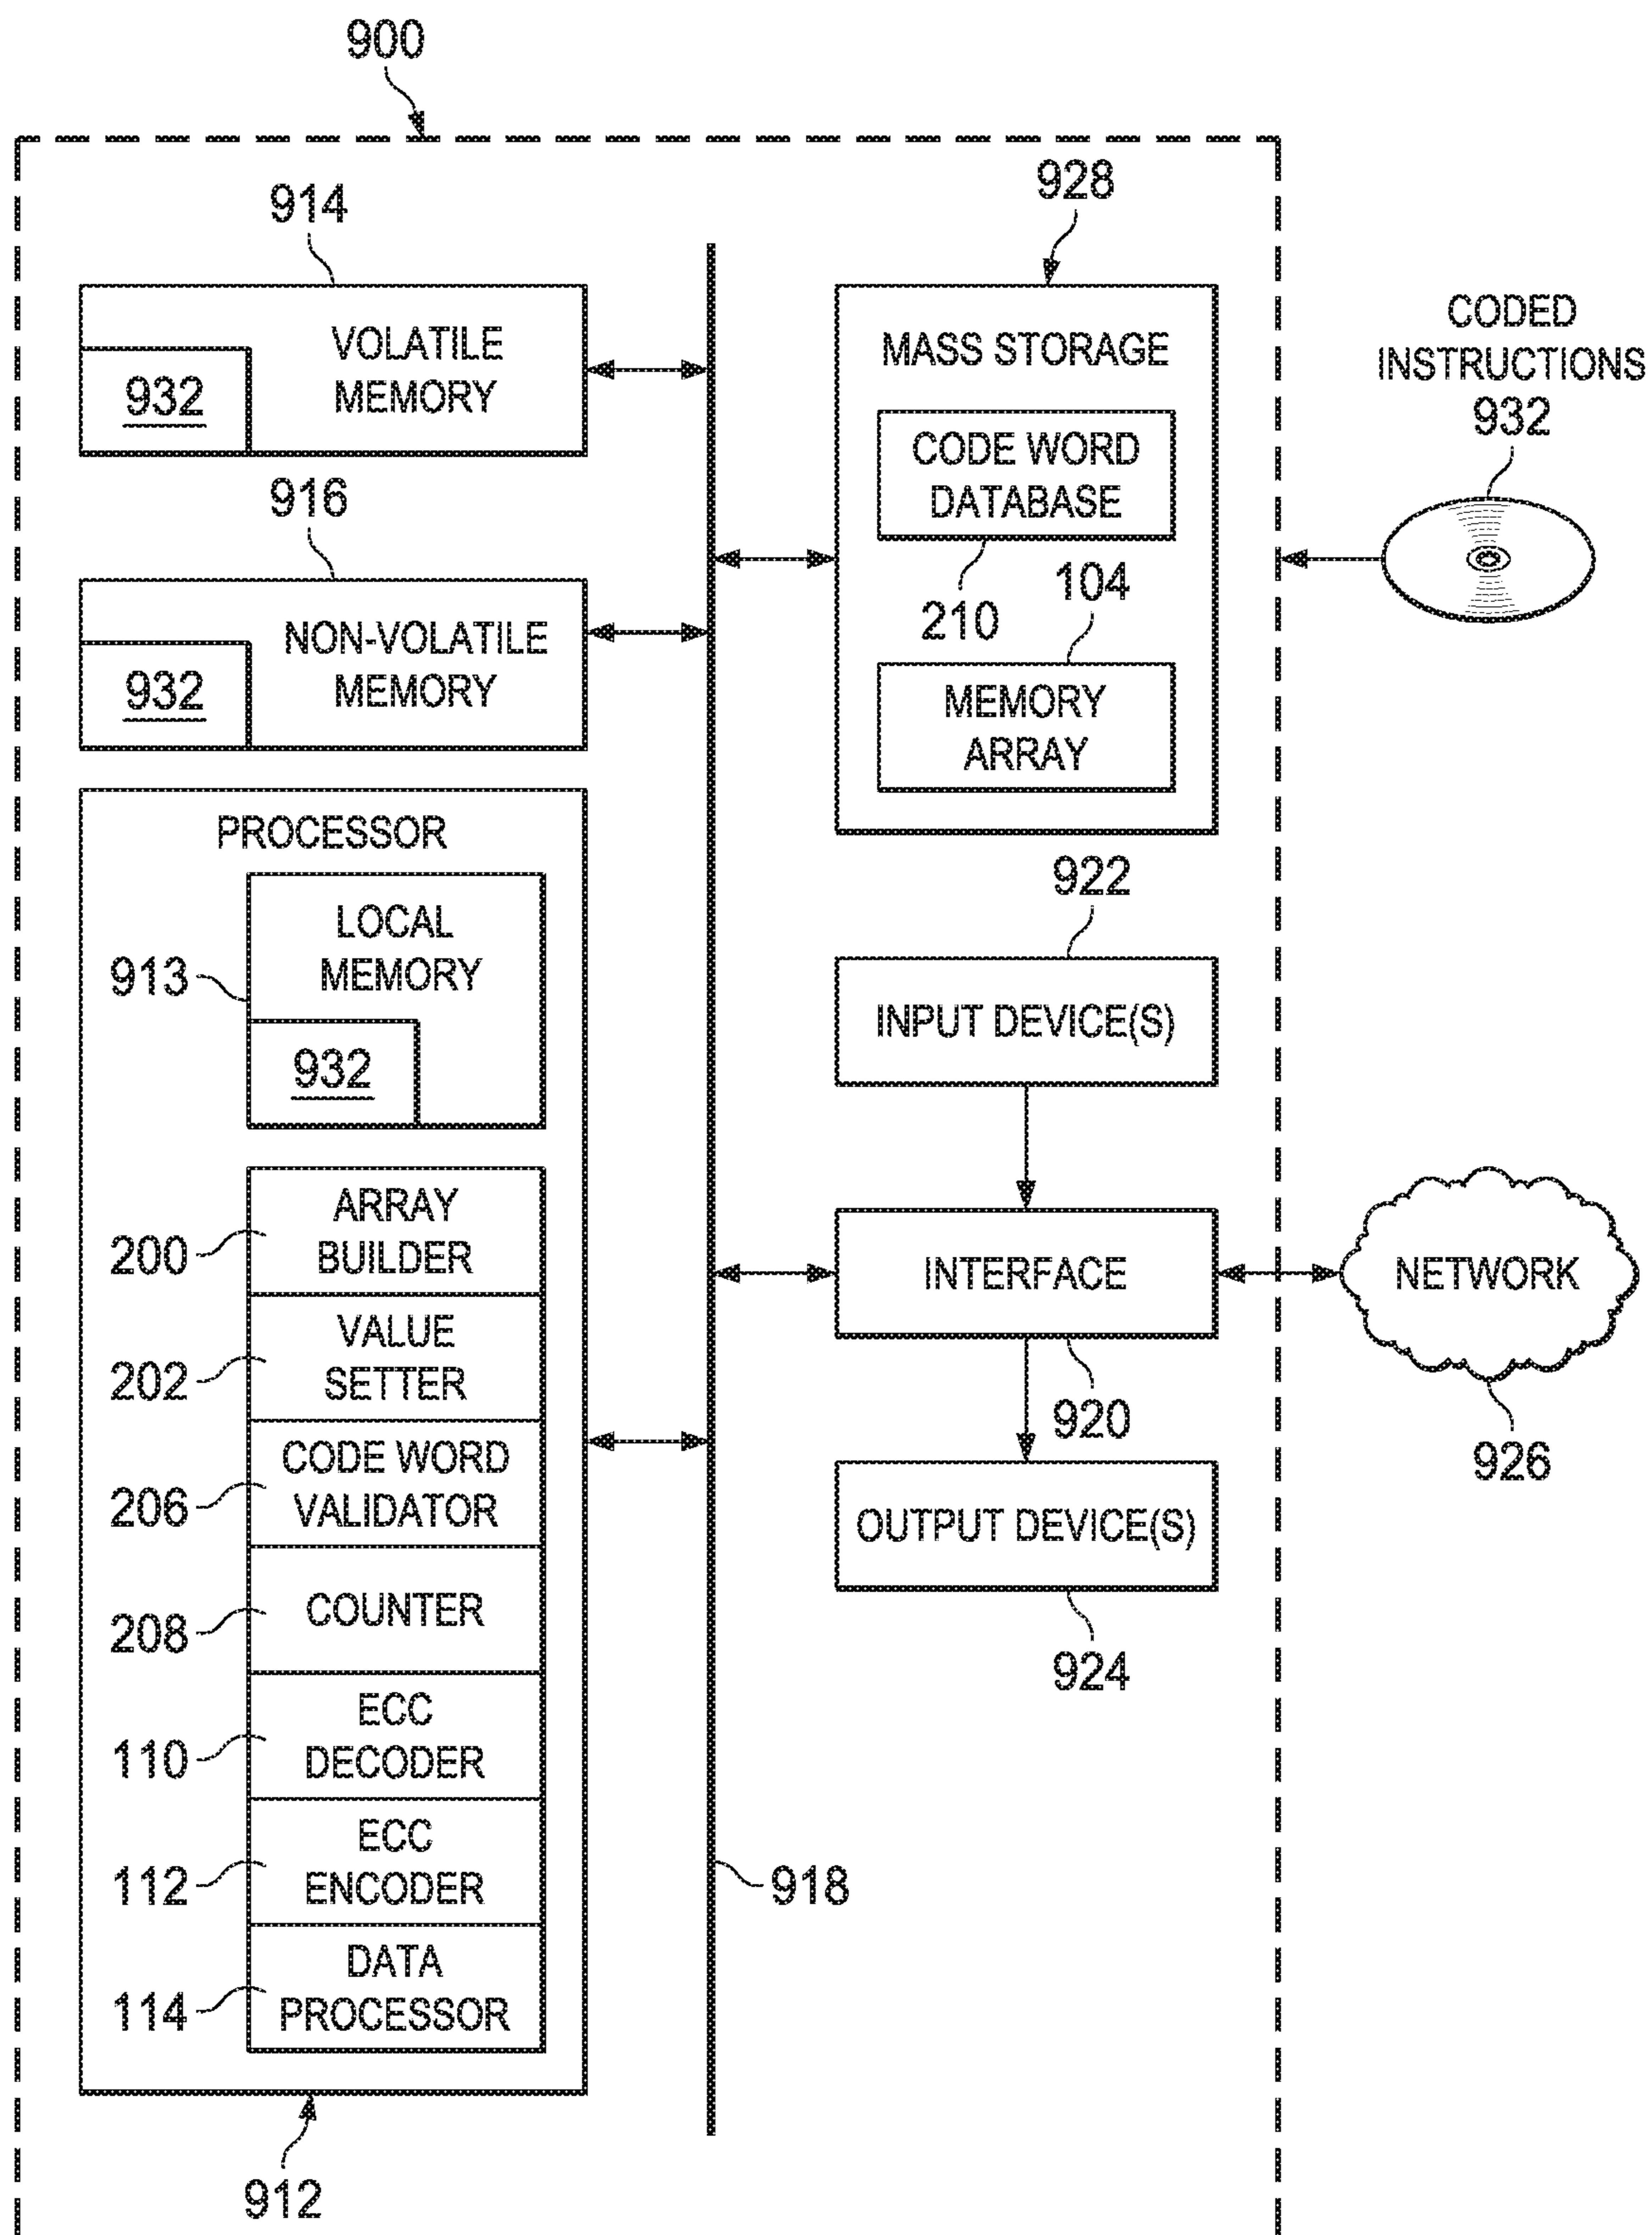 900
914
VOLATILE
MEMORY
932
916
NON-VOLATILE
MEMORY
932
PROCESSOR
LOCAL
MEMORY
913
932
ARRAY
BUILDER
200
VALUE
SETTER
202
CODE WORD
VALIDATOR
206
COUNTER
208
ECC
DECODER
110
ECC
ENCODER
112
DATA
PROCESSOR
114
912
918
928
MASS STORAGE
CODE WORD
DATABASE
210
104
MEMORY
ARRAY
922
INPUT DEVICE(S)
INTERFACE
920
OUTPUT DEVICE(S)
924
CODED
INSTRUCTIONS
932
NETWORK
926